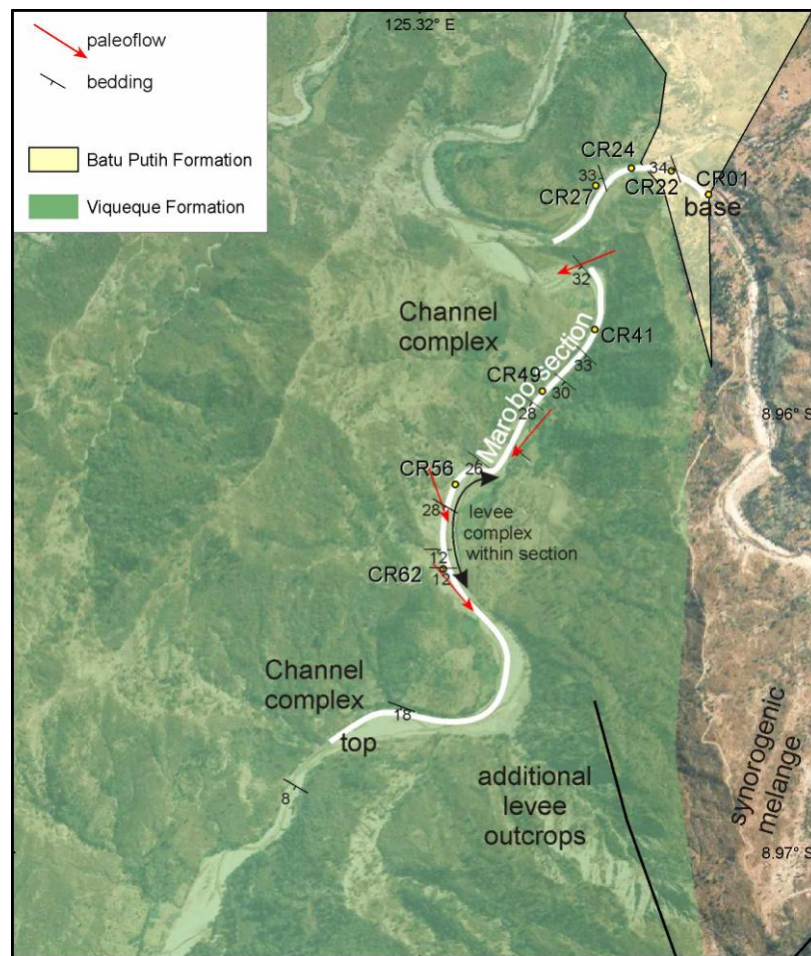 125.32° E
paleoflow
bedding
Batu Putih Formation
Viqueque Formation
CR24
34
CR22
CR01
33
CR27
base
32
Channel
complex
CR41
33
Marobo section
CR49
30
28
8.96° S
26
CR56
28
levee
complex
within section
12
CR62
12
Channel
complex
18
top
8
additional
levee
outcrops
synorogenic
melange
8.97° S